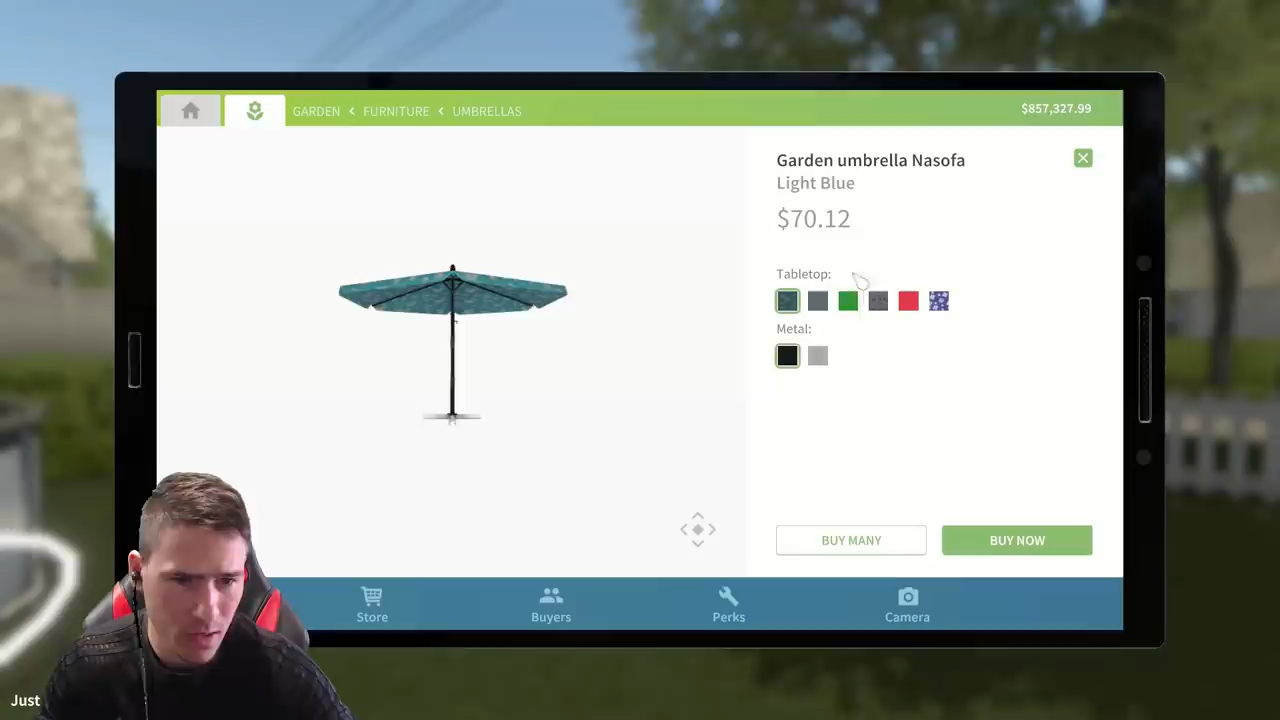 GARDEN < FURNITURE < UMBRELLAS
$857,327.99
Garden umbrella Nasofa
Light Blue
$70.12
Tabletop:
Metal:
BUY MANY
BUY NOW
Store
Buyers
Perks
Camera
Just